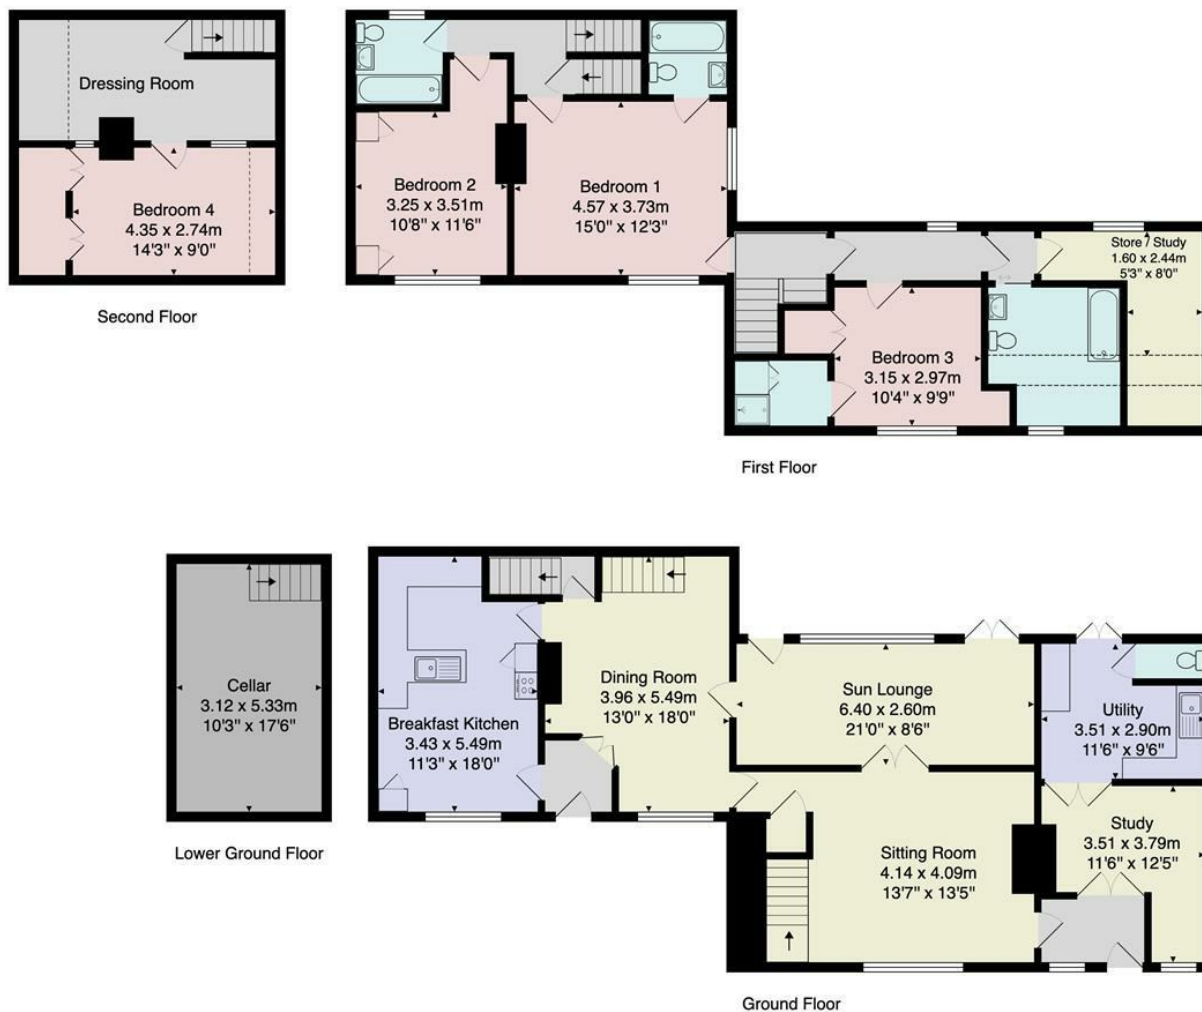 Dressing Room
Bedroom 4
4.35 x 2.74m
14'3" x 9'0"
Second Floor
Bedroom 2
3.25 x 3.51m
10'8" x 11'6"
Bedroom 1
4.57 x 3.73m
15'0" x 12'3"
Store / Study
1.60 x 2.44m
5'3" x 8'0"
Bedroom 3
3.15 x 2.97m
10'4" x 9'9"
First Floor
Cellar
3.12 x 5.33m
10'3" x 17'6"
Lower Ground Floor
Breakfast Kitchen
3.43 x 5.49m
11'3" x 18'0"
Dining Room
3.96 x 5.49m
13'0" x 18'0"
Sun Lounge
6.40 x 2.60m
21'0" x 8'6"
Utility
3.51 x 2.90m
11'6" x 9'6"
Sitting Room
4.14 x 4.09m
13'7" x 13'5"
Study
3.51 x 3.79m
11'6" x 12'5"
Ground Floor